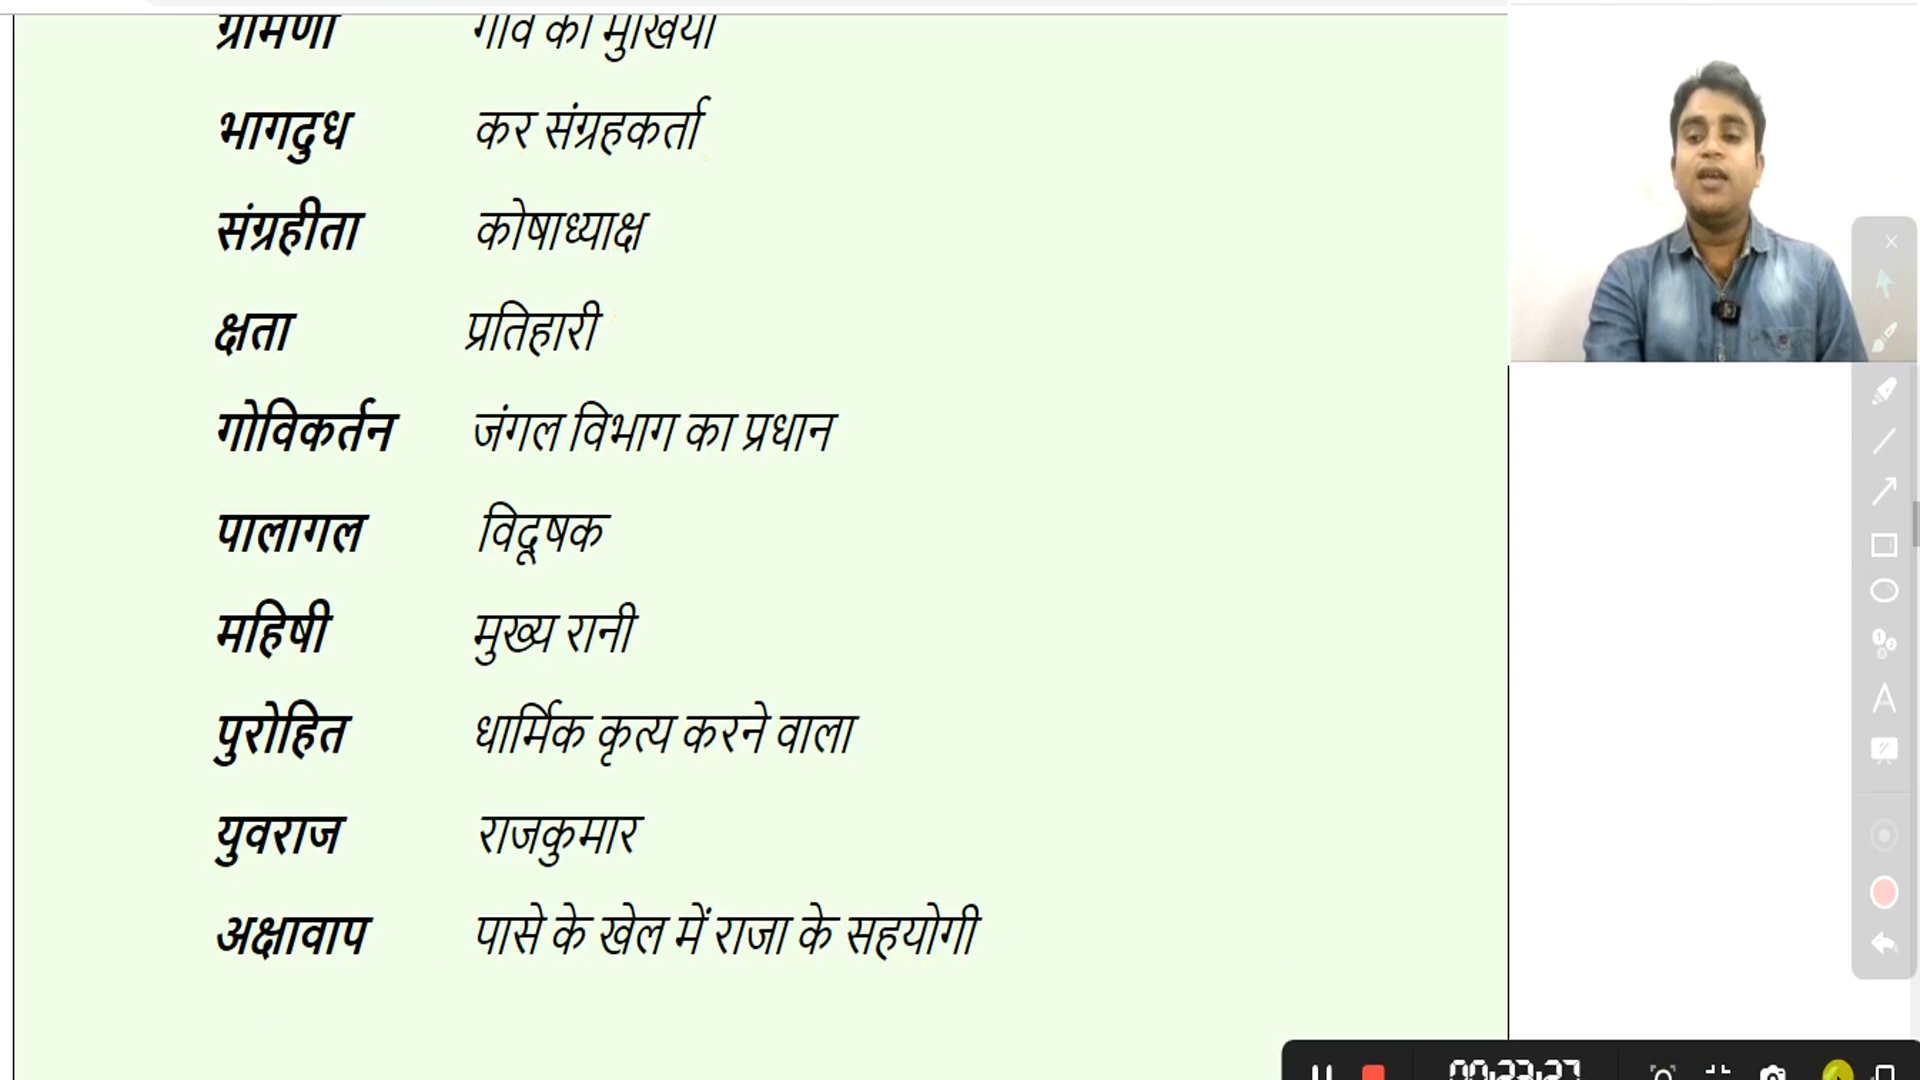 ग्रामणी गाँव का मुखिया
भागदुध कर संग्रहकर्ता
संग्रहीता कोषाध्याक्ष
क्षता प्रतिहारी
गोविकर्तन जंगल विभाग का प्रधान
पालागल विदूषक
महिषी मुख्य रानी
पुरोहित धार्मिक कृत्य करने वाला
युवराज राजकुमार
अक्षावाप पासे के खेल में राजा के सहयोगी